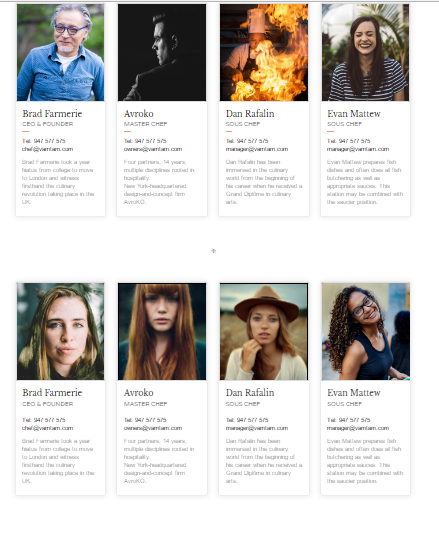 Brad Farmerie
CEO & FOUNDER
Tel: 947 577 575
chef@vamtam.com
Brad Farmerie took a year
hiatus from college to move
to London and witness
firsthand the culinary
revolution taking place in the
UK.
Avroko
MASTER CHEF
Tel: 947 577 575
owners@vamtam.com
Four partners, 14 years,
multiple disciplines rooted in
hospitality.
New York-headquartered
design-and-concept firm
AvroKO.
Dan Rafalin
SOUS CHEF
Tel: 947 577 575
manager@vamtam.com
Dan Rafalin has been
immersed in the culinary
world from the beginning of
his career when he received a
Grand Diplôme in culinary
arts.
Evan Mattew
SOUS CHEF
Tel: 947 577 575
manager@vamtam.com
Evan Mattew prepares fish
dishes and often does all fish
butchering as well as
appropriate sauces. This
station may be combined with
the saucier position.
Brad Farmerie
CEO & FOUNDER
Tel: 947 577 575
chef@vamtam.com
Brad Farmerie took a year
hiatus from college to move
to London and witness
firsthand the culinary
revolution taking place in the
UK.
Avroko
MASTER CHEF
Tel: 947 577 575
owners@vamtam.com
Four partners, 14 years,
multiple disciplines rooted in
hospitality.
New York-headquartered
design-and-concept firm
AvroKO.
Dan Rafalin
SOUS CHEF
Tel: 947 577 575
manager@vamtam.com
Dan Rafalin has been
immersed in the culinary
world from the beginning of
his career when he received a
Grand Diplôme in culinary
arts.
Evan Mattew
SOUS CHEF
Tel: 947 577 575
manager@vamtam.com
Evan Mattew prepares fish
dishes and often does all fish
butchering as well as
appropriate sauces. This
station may be combined with
the saucier position.